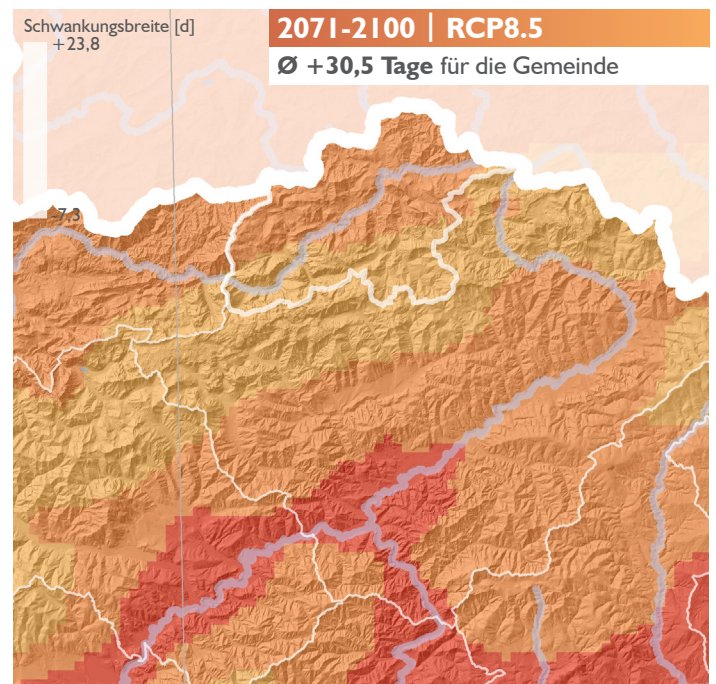 Schwankungsbreite [d]
+23,8
2071-2100 | RCP8.5
Ø +30,5 Tage für die Gemeinde
-7,3